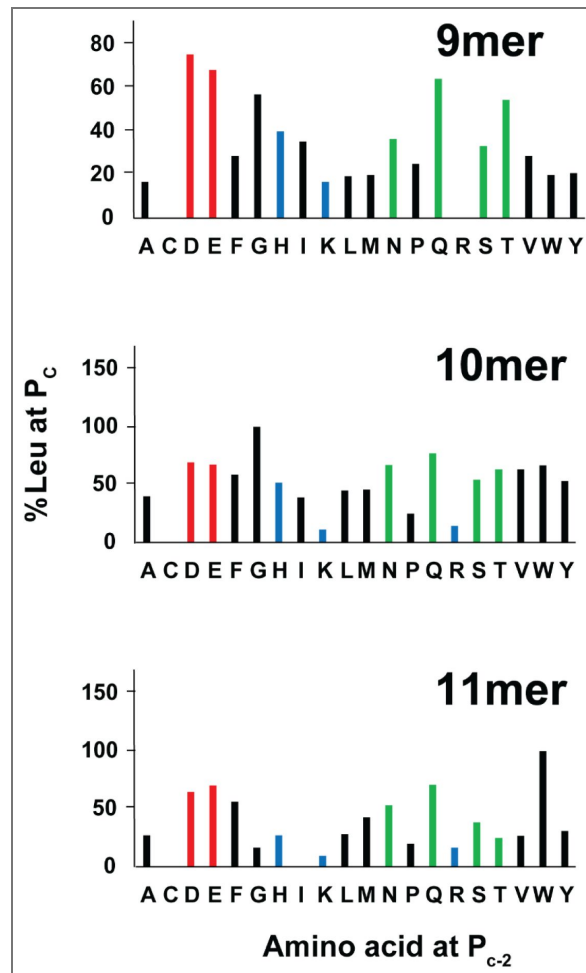 9mer
80
60
40
20
0
A C D E F G H I K L M N P Q R S T V W Y
% Leu at PC
10mer
150
100
50
0
A C D E F G H I K L M N P Q R S T V W Y
11mer
150
100
50
0
A C D E F G H I K L M N P Q R S T V W Y
Amino acid at Pc-2